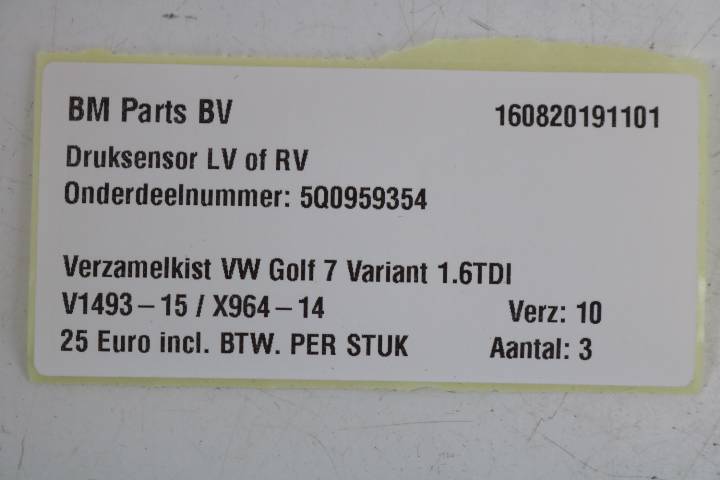 BM Parts BV 160820191101
Druksensor LV of RV
Onderdeelnummer: 5Q0959354
Verzamelkist VW Golf 7 Variant 1.6TDI
V1493-15 / X964-14 Verz: 10
25 Euro incl. BTW. PER STUK Aantal: 3